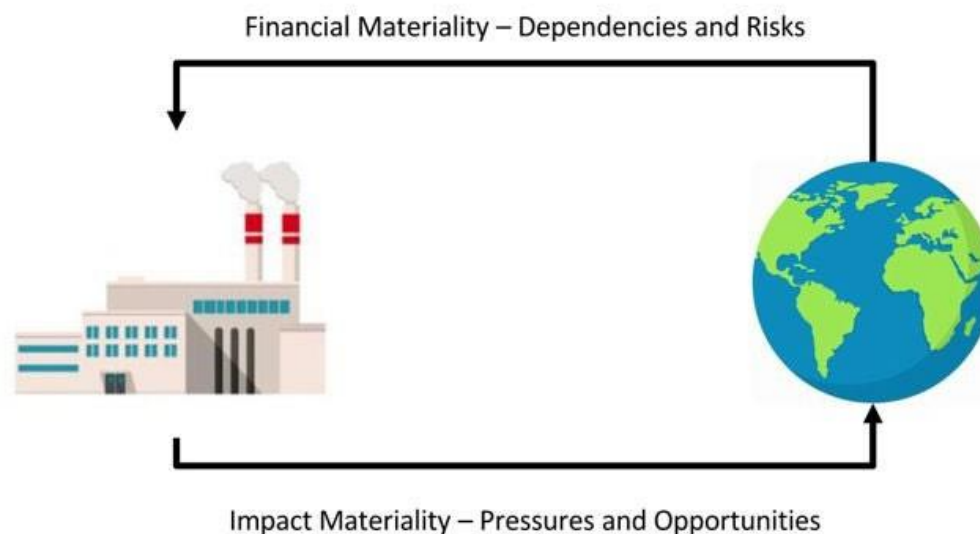 Financial Materiality – Dependencies and Risks
Impact Materiality – Pressures and Opportunities